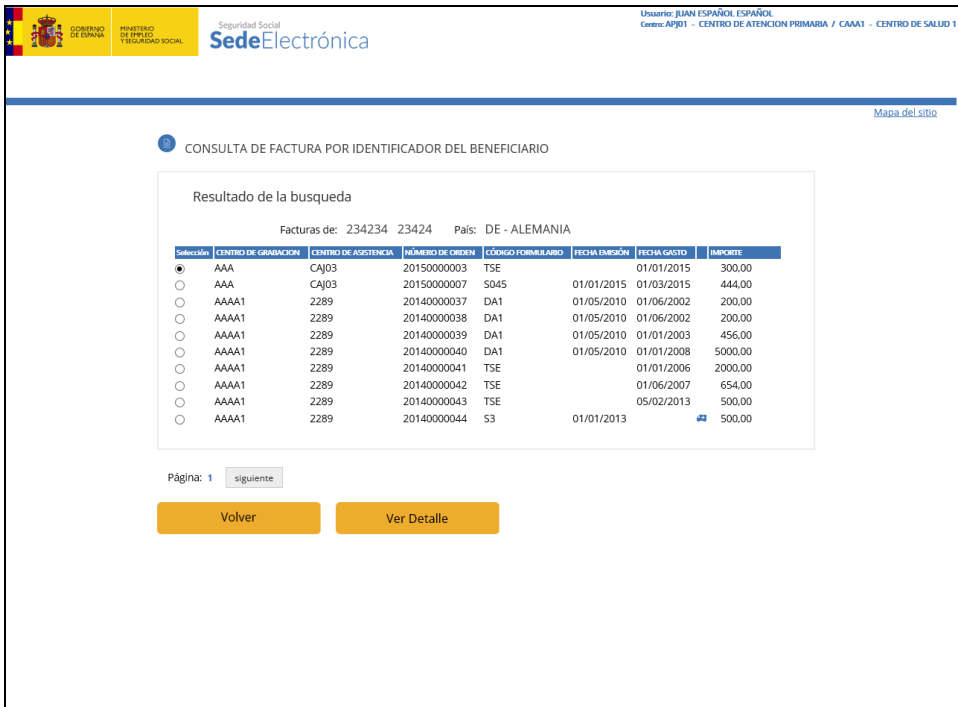 GOBIERNO
DE ESPAÑA
MINISTERIO
DE EMPLEO
Y SEGURIDAD SOCIAL
Seguridad Social
SedeElectrónica
Usuario: JUAN ESPAÑOL ESPAÑOL
Centro: APJ01 - CENTRO DE ATENCION PRIMARIA / CAAA1 - CENTRO DE SALUD 1
Mapa del sitio
CONSULTA DE FACTURA POR IDENTIFICADOR DEL BENEFICIARIO
Resultado de la busqueda
Facturas de: 234234 23424 País: DE - ALEMANIA
Selección CENTRO DE GRABACION CENTRO DE ASISTENCIA NÚMERO DE ORDEN CÓDIGO FORMULARIO FECHA EMISIÓN FECHA GASTO IMPORTE
AAA CAJ03 20150000003 TSE 01/01/2015 300,00
AAA CAJ03 20150000007 S045 01/01/2015 01/03/2015 444,00
AAAA1 2289 20140000037 DA1 01/05/2010 01/06/2002 200,00
AAAA1 2289 20140000038 DA1 01/05/2010 01/06/2002 200,00
AAAA1 2289 20140000039 DA1 01/05/2010 01/01/2003 456,00
AAAA1 2289 20140000040 DA1 01/05/2010 01/01/2008 5000,00
AAAA1 2289 20140000041 TSE 01/01/2006 2000,00
AAAA1 2289 20140000042 TSE 01/06/2007 654,00
AAAA1 2289 20140000043 TSE 05/02/2013 500,00
AAAA1 2289 20140000044 S3 01/01/2013 500,00
Página: 1 siguiente
Volver Ver Detalle